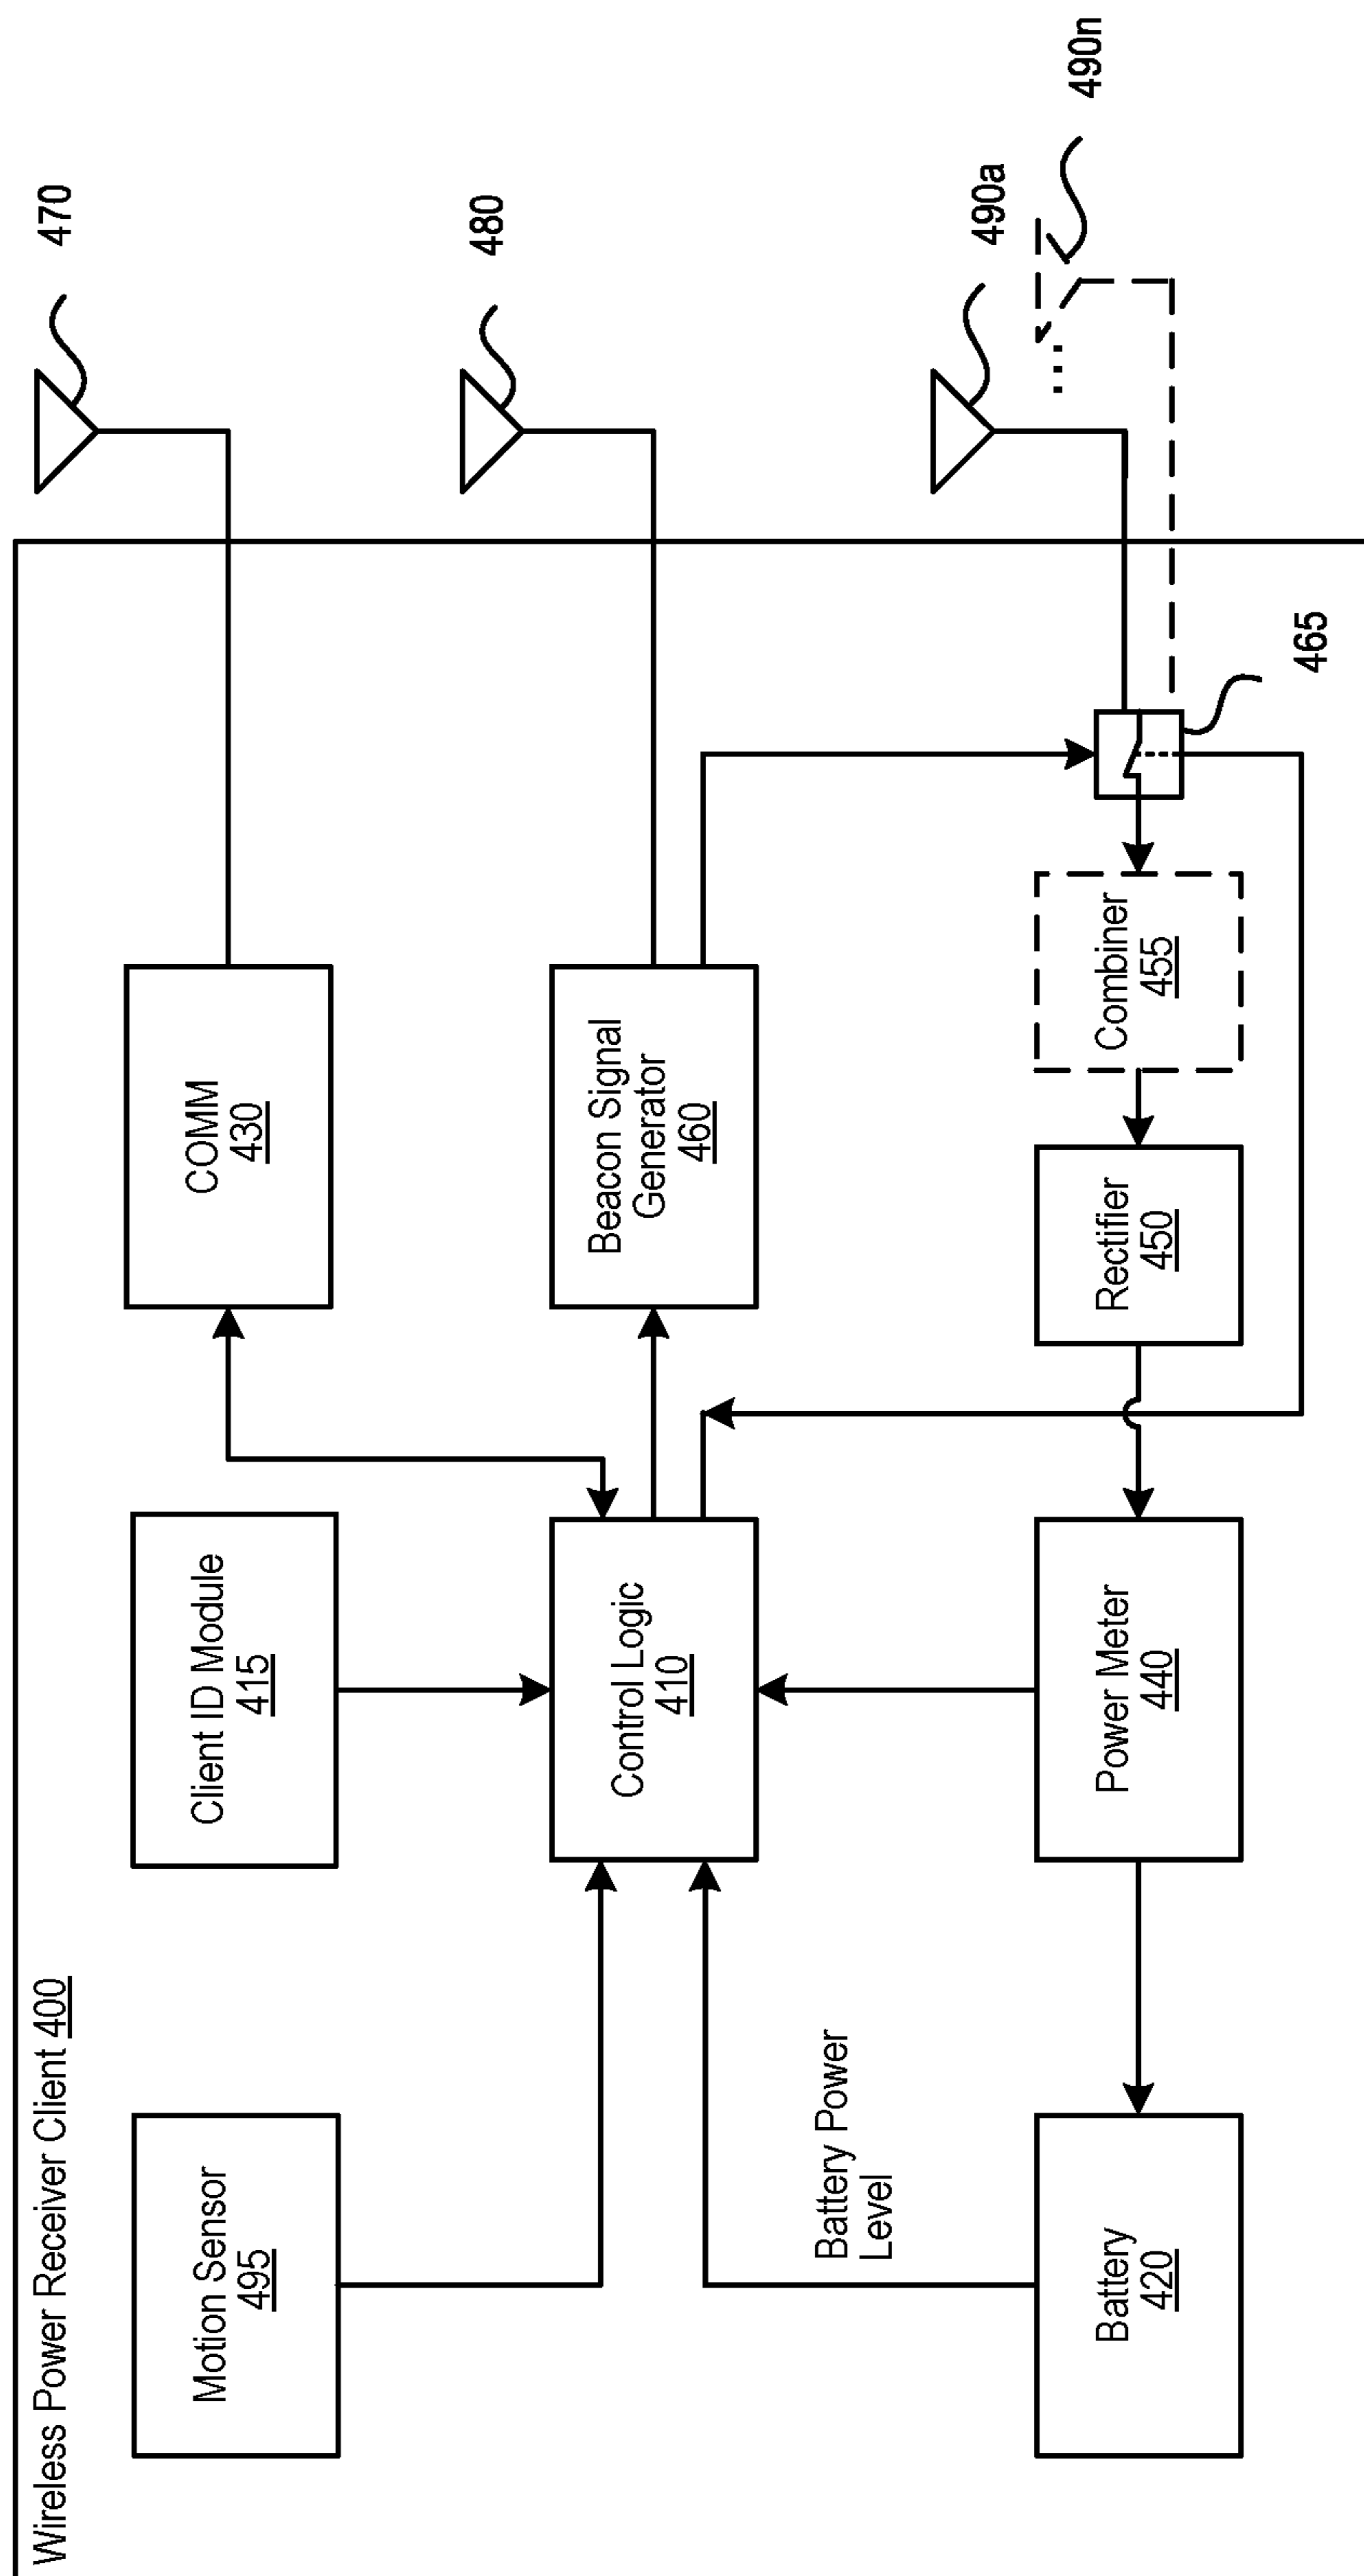 Wireless Power Receiver Client 400
Motion Sensor
495
Client ID Module
415
COMM
430
470
Control Logic
410
Beacon Signal
Generator
460
480
Battery Power
Level
Battery
420
Power Meter
440
Rectifier
450
Combiner
455
465
490a
...
490n